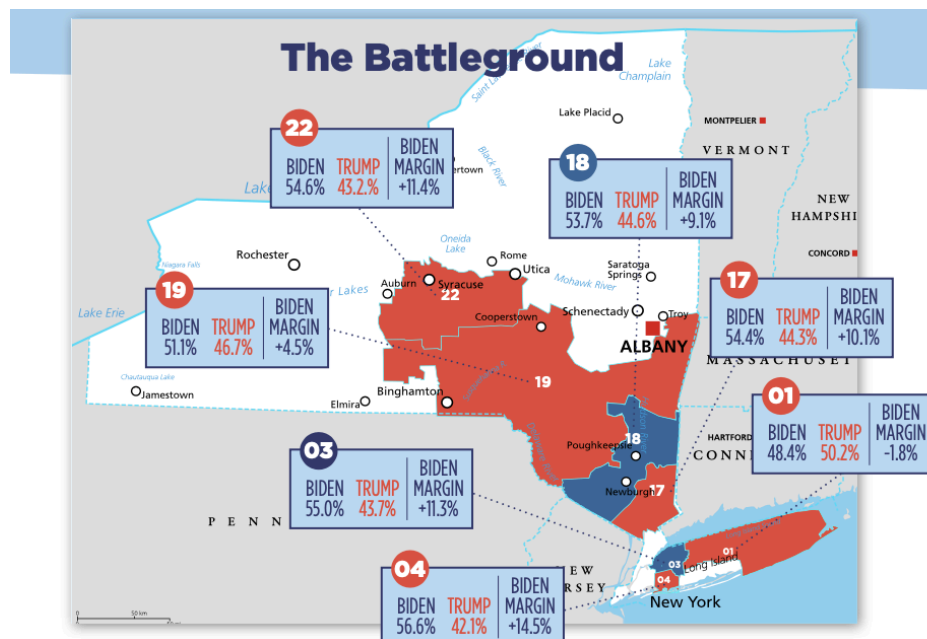 The Battleground
Lake
Champlain
Lake Placid
MONTPELIER
VERMONT
22
BIDEN TRUMP BIDEN MARGIN
54.6% 43.2.% +11.4%
Black River
tertown
18
BIDEN TRUMP BIDEN MARGIN
53.7% 44.6% +9.1%
NEW
HAMPSHI
CONCORD
Lake
Niagara Falls
Rochester
Oneida
Lake
Rome
Utica
Saratoga
Springs
Mohawk River
Auburn
Syracuse
22
r Lakes
Lake Erie
19
BIDEN TRUMP BIDEN MARGIN
51.1% 46.7% +4.5%
Cooperstown
Schenectady
Troy
ALBANY
17
BIDEN TRUMP BIDEN MARGIN
54.4% 44.3% +10.1%
MASSACHUSET
19
Chautauqua Lake
Jamestown
Elmira
Binghamton
01
BIDEN TRUMP BIDEN MARGIN
48.4% 50.2% -1.8%
18
Poughkeepsie
HARTFORD
CONNE
17
Newburgh
03
BIDEN TRUMP BIDEN MARGIN
55.0% 43.7% +11.3%
PENN
01
03
Long Island
04
NEW
JERSEY
New York
04
BIDEN TRUMP BIDEN MARGIN
56.6% 42.1% +14.5%
0 50 km